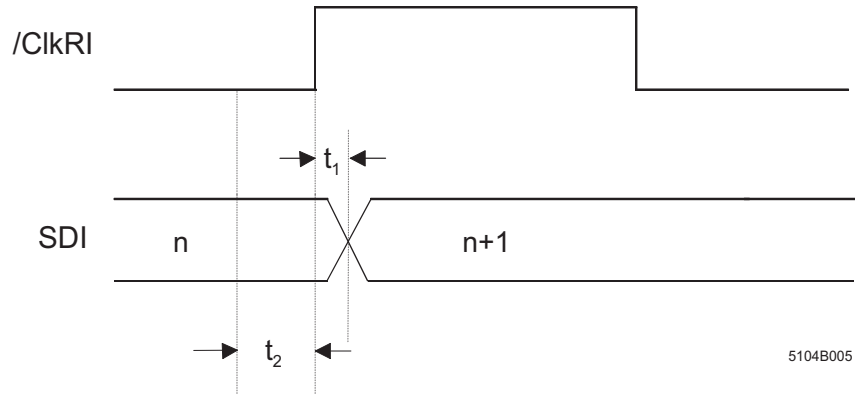 /ClkRI
t1
SDI
n
n+1
t2
5104B005